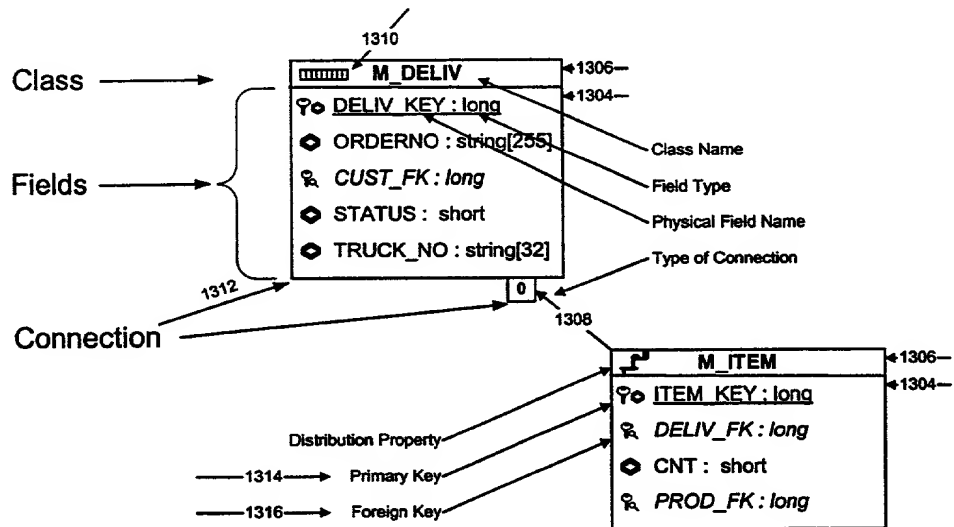 1310
Class
M_DELIV
1306
1304
DELIV_KEY : long
ORDERNO : string[255]
Class Name
Fields
CUST_FK : long
Field Type
STATUS : short
Physical Field Name
TRUCK_NO : string[32]
Type of Connection
1312
0
Connection
1308
M_ITEM
1306
1304
ITEM_KEY : long
Distribution Property
DELIV_FK : long
1314
Primary Key
CNT : short
1316
Foreign Key
PROD_FK : long